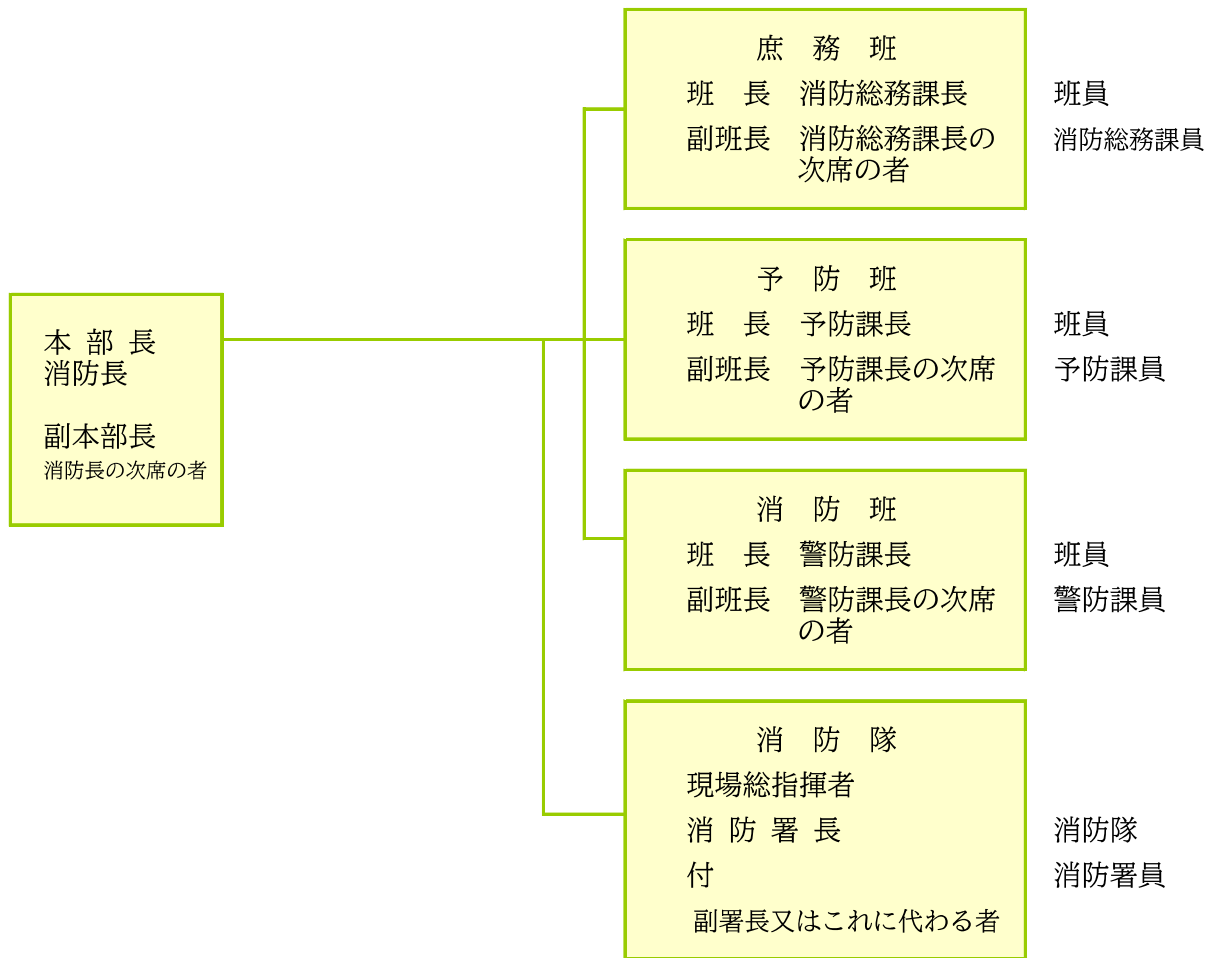 庶　務　班
班　長　消防総務課長
副班長　消防総務課長の
次席の者
班員
消防総務課員
予　防　班
班　長　予防課長
副班長　予防課長の次席
の者
班員
予防課員
本 部 長
消防長
副本部長
消防長の次席の者
消　防　班
班　長　警防課長
副班長　警防課長の次席
の者
班員
警防課員
消　防　隊
現場総指揮者
消 防 署 長
付
副署長又はこれに代わる者
消防隊
消防署員